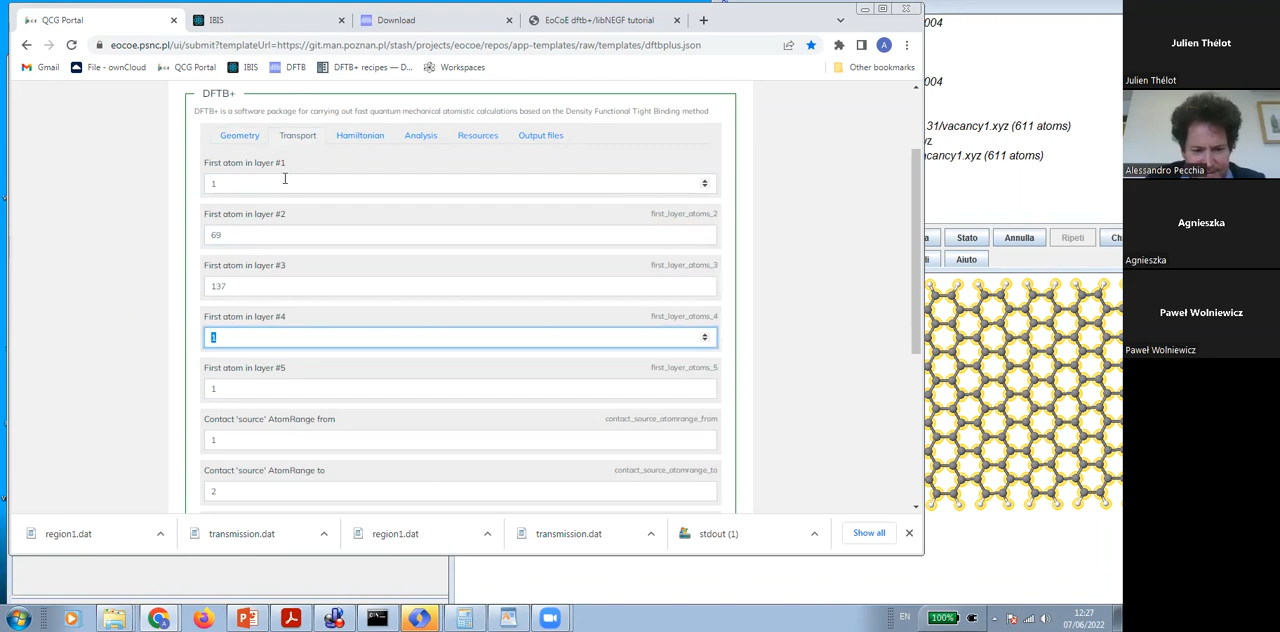 QCG Portal
IBIS
Download
EoCoE dftb+/libNEGF tutorial
eocoe.psnc.pl/ui/submit?templateUrl=https://git.man.poznan.pl/stash/projects/eocoe/repos/app-templates/raw/templates/dftbplus.json
A
Gmail
File - ownCloud
QCG Portal
IBIS
DFTB
DFTB+ recipes — D...
Workspaces
Other bookmarks
DFTB+
DFTB+ is a software package for carrying out fast quantum mechanical atomistic calculations based on the Density Functional Tight Binding method
Geometry
Transport
Hamiltonian
Analysis
Resources
Output files
First atom in layer #1
1
First atom in layer #2
first_layer_atoms_2
69
First atom in layer #3
first_layer_atoms_3
137
First atom in layer #4
first_layer_atoms_4
1
First atom in layer #5
first_layer_atoms_5
1
Contact 'source' AtomRange from
contact_source_atomrange_from
1
Contact 'source' AtomRange to
contact_source_atomrange_to
2
region1.dat
transmission.dat
region1.dat
transmission.dat
stdout (1)
Show all
004
004
31/vacancy1.xyz (611 atoms)
yz
acancy1.xyz (611 atoms)
a
Stato
Annulla
Ripeti
Ch
di
Aiuto
Julien Thélot
Julien Thélot
Alessandro Pecchia
Agnieszka
Agnieszka
Paweł Wolniewicz
Paweł Wolniewicz
EN
100%
12:27
07/06/2022